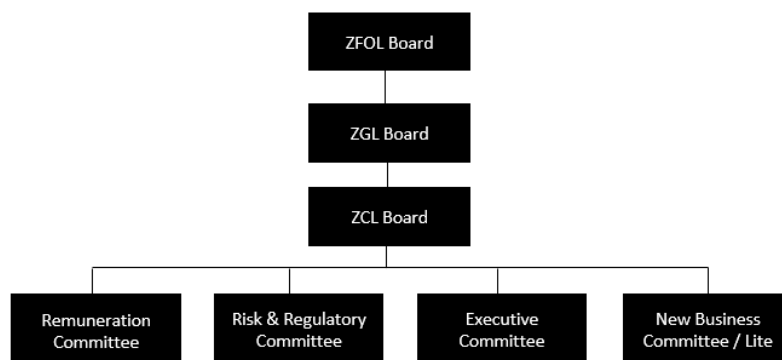 ZFOL Board
ZGL Board
ZCL Board
Remuneration
Committee
Risk & Regulatory
Committee
Executive
Committee
New Business
Committee / Lite